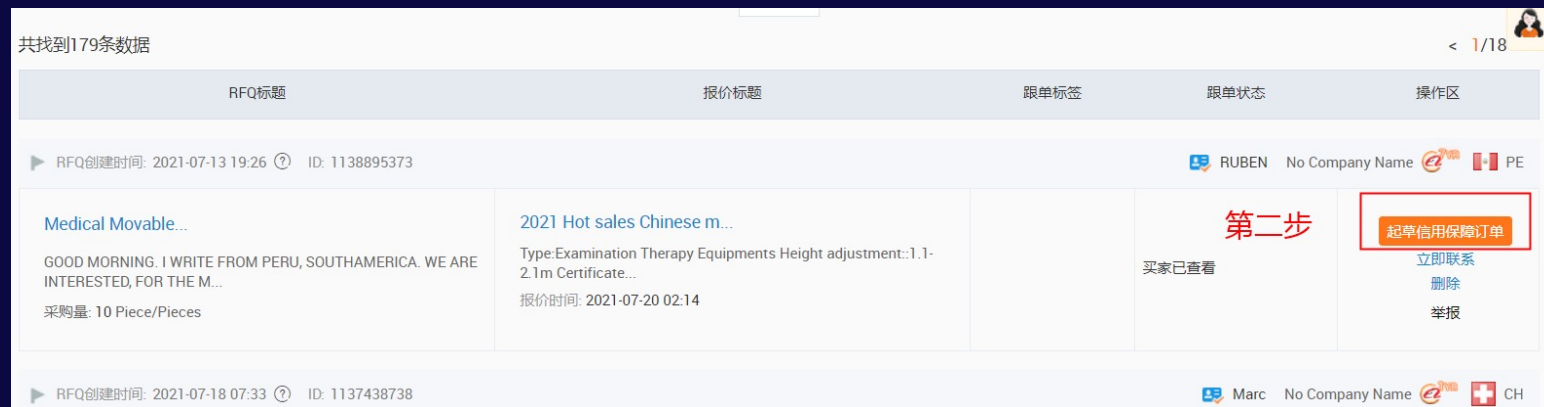 共找到179条数据
< 1/18
RFQ标题 报价标题 跟单标签 跟单状态 操作区
RFQ创建时间: 2021-07-13 19:26 ? ID: 1138895373 RUBEN No Company Name 7YR PE
Medical Movable...
GOOD MORNING. I WRITE FROM PERU, SOUTHAMERICA. WE ARE
INTERESTED, FOR THE M...
采购量: 10 Piece/Pieces
2021 Hot sales Chinese m...
Type:Examination Therapy Equipments Height adjustment::1.1-
2.1m Certificate...
报价时间: 2021-07-20 02:14
买家已查看
第二步
起草信用保障订单
立即联系
删除
举报
RFQ创建时间: 2021-07-18 07:33 ? ID: 1137438738 Marc No Company Name CH